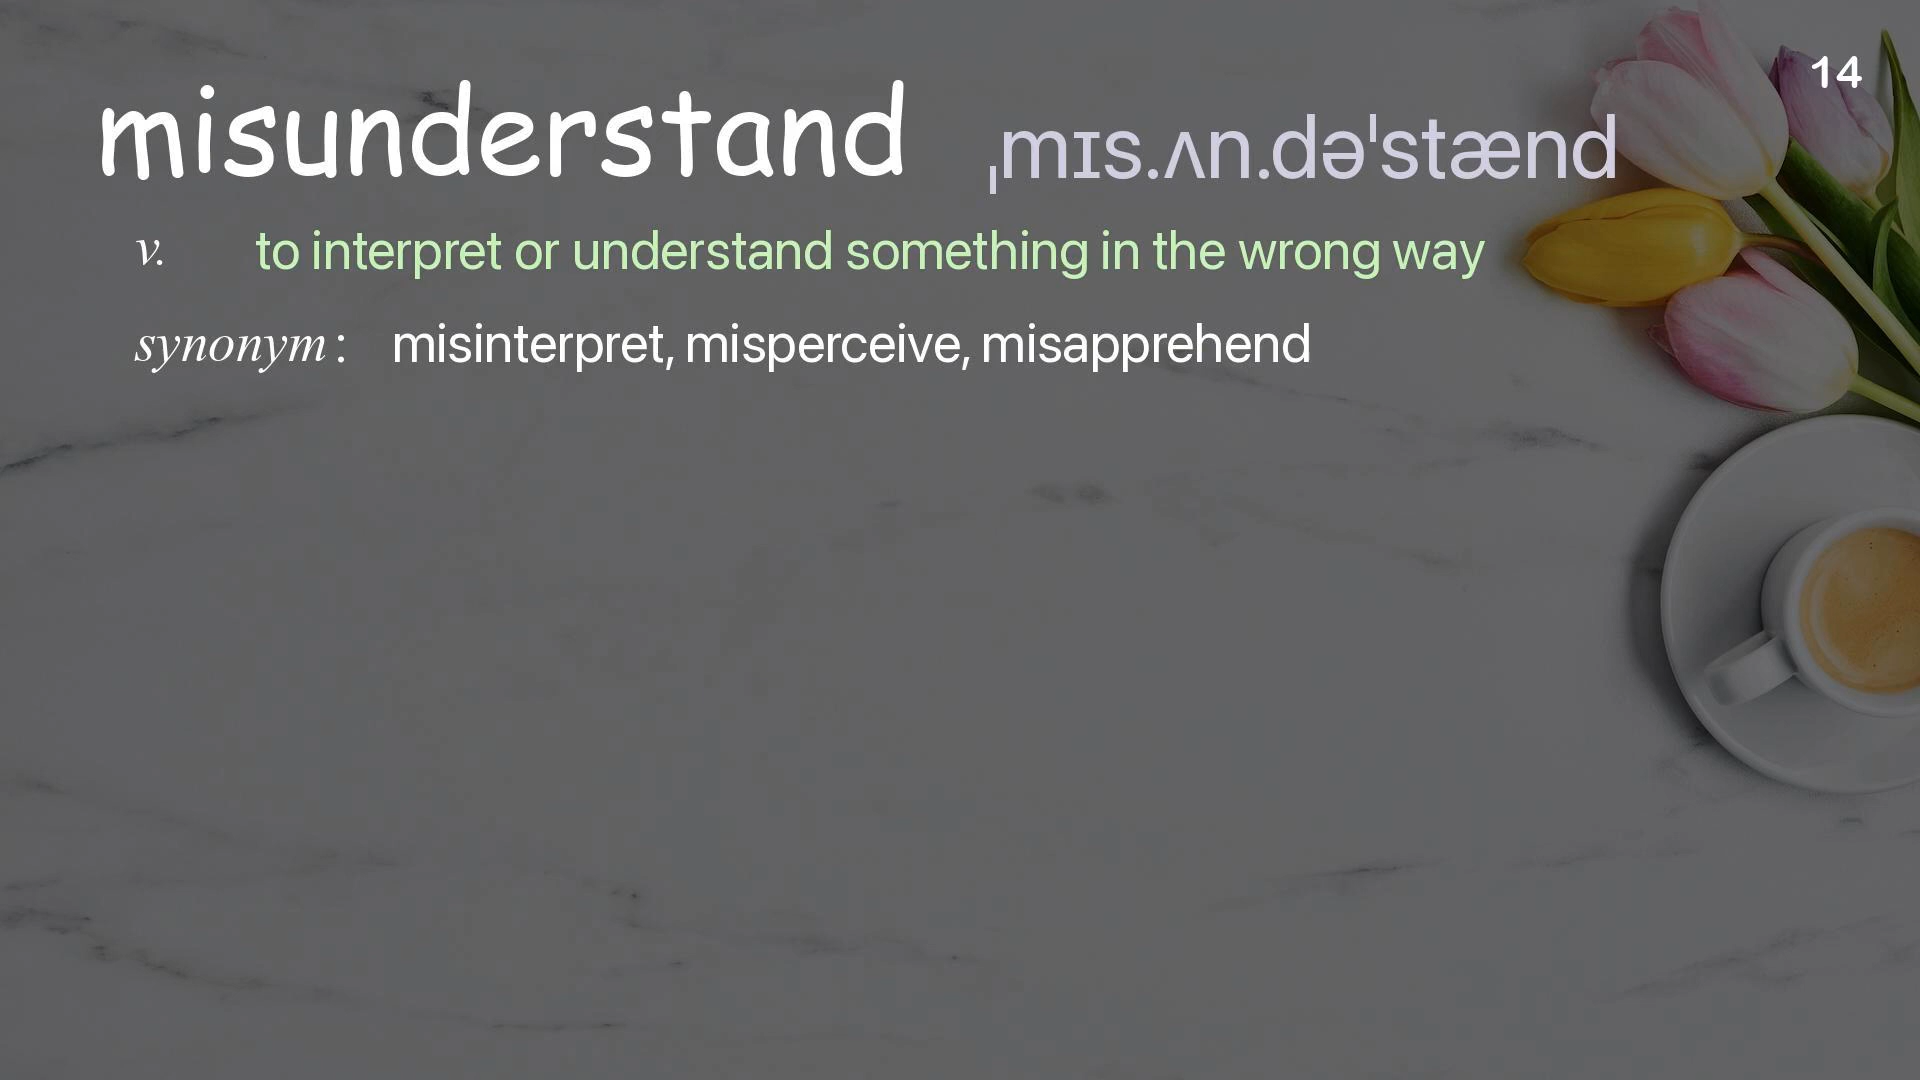 14
misunderstand ˌmɪs.ʌn.dəˈstænd
v. to interpret or understand something in the wrong way
synonym : misinterpret, misperceive, misapprehend